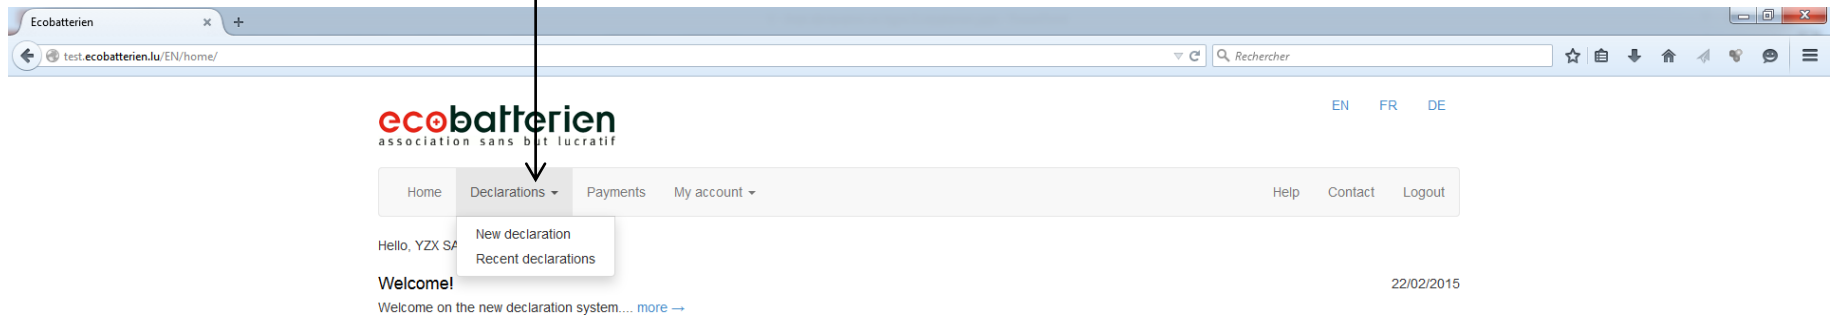 Ecobatterien
test.ecobatterien.lu/EN/home/
Rechercher
EN FR DE
ecobatterien
association sans but lucratif
Home Declarations Payments My account Help Contact Logout
New declaration
Hello, YZX SA
Recent declarations
Welcome! 22/02/2015
Welcome on the new declaration system.... more →